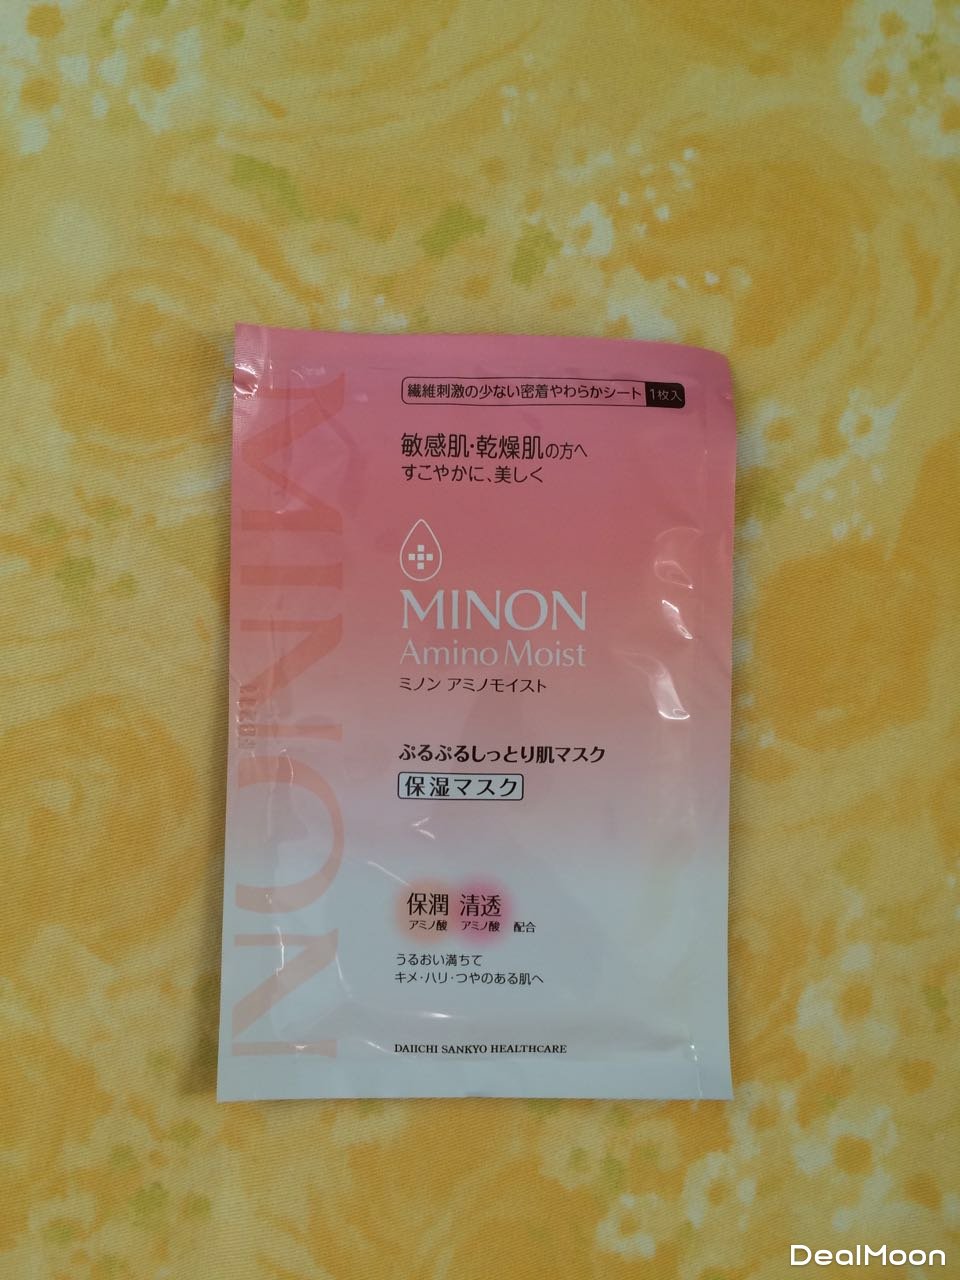 繊維刺激の少ない密着やわらかシート 1枚入
敏感肌・乾燥肌の方へ
すこやかに、美しく
MINON
Amino Moist
ミノン アミノモイスト
ぷるぷるしっとり肌マスク
保湿マスク
保潤 清透
アミノ酸 アミノ酸 配合
うるおい満ちて
キメ・ハリ・つやのある肌へ
DAIICHI SANKYO HEALTHCARE
MINON
DealMoon